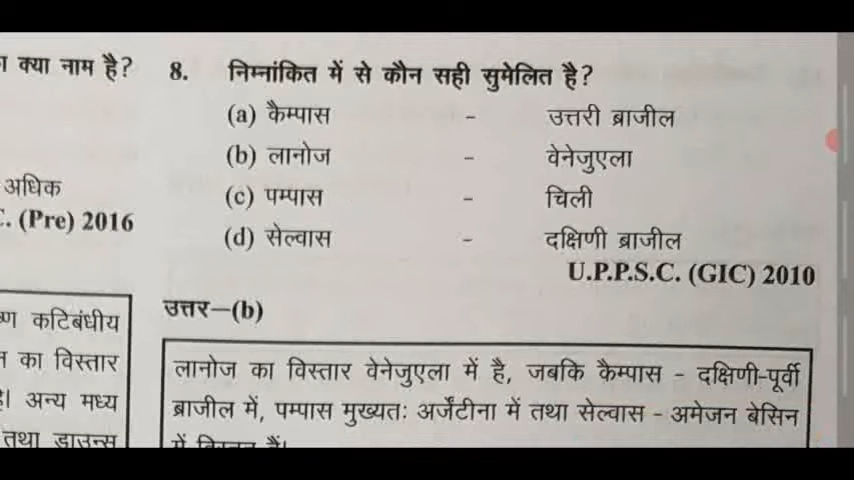 ा क्या नाम है?
अधिक
C. (Pre) 2016
ष्ण कटिबंधीय
न का विस्तार
है। अन्य मध्य
तथा डाउन्स
8. निम्नांकित में से कौन सही सुमेलित है?
(a) कैम्पास - उत्तरी ब्राजील
(b) लानोज - वेनेजुएला
(c) पम्पास - चिली
(d) सेल्वास - दक्षिणी ब्राजील
U.P.P.S.C. (GIC) 2010
उत्तर–(b)
लानोज का विस्तार वेनेजुएला में है, जबकि कैम्पास - दक्षिणी-पूर्वी
ब्राजील में, पम्पास मुख्यतः अर्जेंटीना में तथा सेल्वास - अमेजन बेसिन
में विस्तृत हैं।